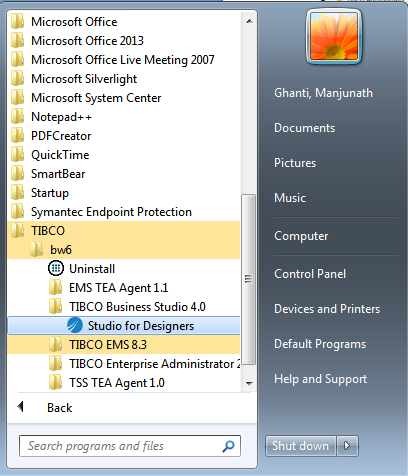 Microsoft Office
Microsoft Office 2013
Microsoft Office Live Meeting 2007
Microsoft Silverlight
Microsoft System Center
Notepad++
PDFCreator
QuickTime
SmartBear
Startup
Symantec Endpoint Protection
TIBCO
bw6
Uninstall
EMS TEA Agent 1.1
TIBCO Business Studio 4.0
Studio for Designers
TIBCO EMS 8.3
TIBCO Enterprise Administrator 2
TSS TEA Agent 1.0
Back
Search programs and files
Ghanti, Manjunath
Documents
Pictures
Music
Computer
Control Panel
Devices and Printers
Default Programs
Help and Support
Shut down